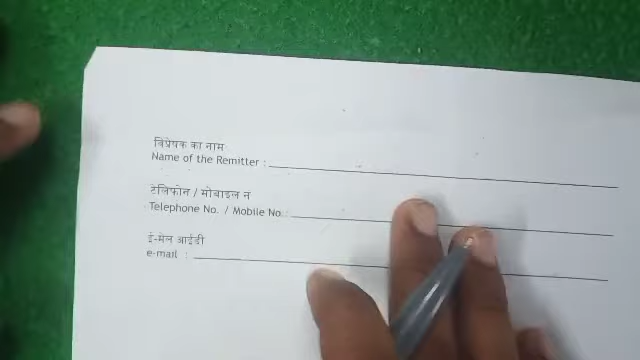 विप्रेषक का नाम
Name of the Remitter :
टेलिफोन / मोबाइल नं
Telephone No. / Mobile No. :
ई-मेल आईडी
e-mail :